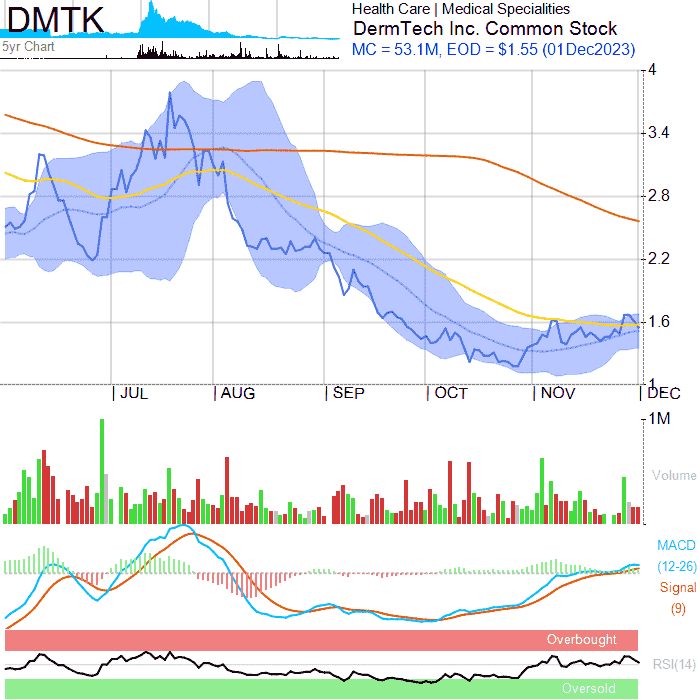 DMTK
5yr Chart
Health Care | Medical Specialities
DermTech Inc. Common Stock
MC = 53.1M, EOD = $1.55 (01Dec2023)
4
3.4
2.8
2.2
1.6
1
JUL AUG SEP OCT NOV DEC
1M
Volume
MACD
(12-26)
Signal
(9)
Overbought
RSI(14)
Oversold